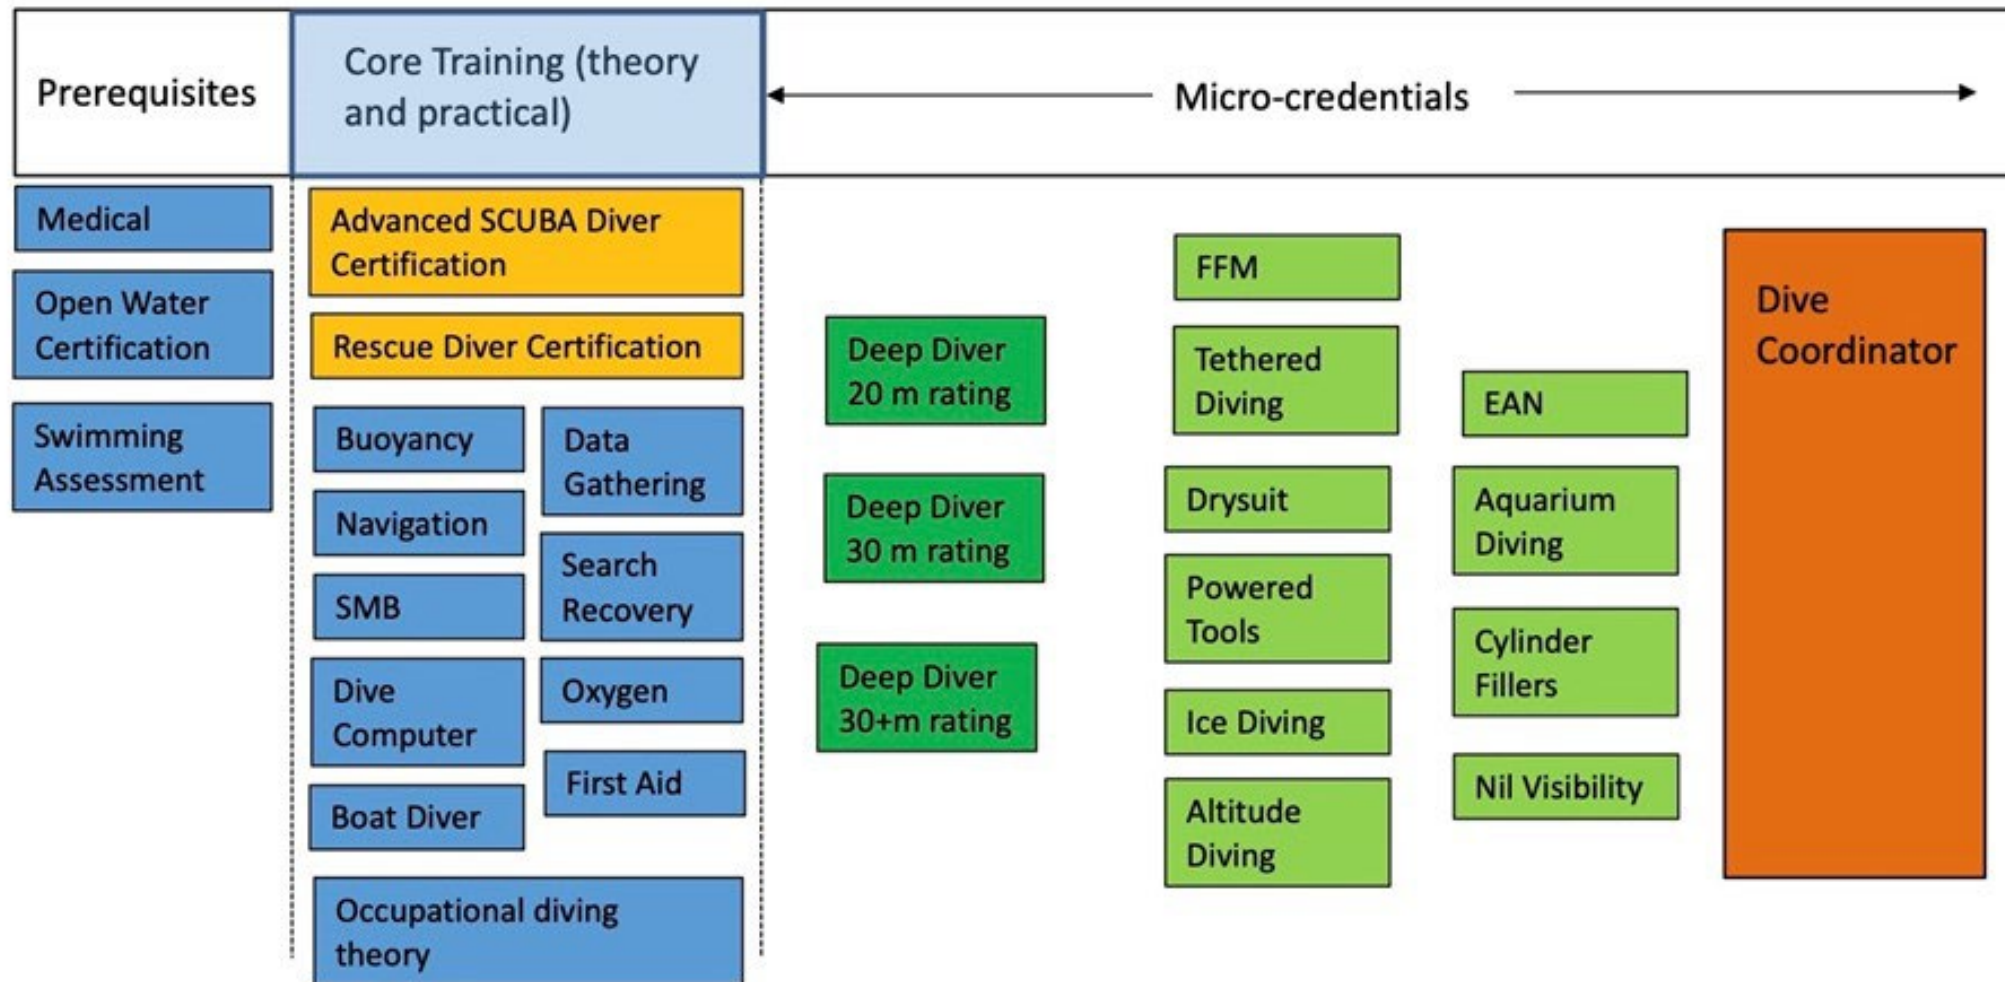 Prerequisites
Core Training (theory
and practical)
Micro-credentials
Medical
Open Water
Certification
Swimming
Assessment
Advanced SCUBA Diver
Certification
Rescue Diver Certification
Buoyancy
Navigation
SMB
Dive
Computer
Boat Diver
Data
Gathering
Search
Recovery
Oxygen
First Aid
Occupational diving
theory
Deep Diver
20 m rating
Deep Diver
30 m rating
Deep Diver
30+m rating
FFM
Tethered
Diving
Drysuit
Powered
Tools
Ice Diving
Altitude
Diving
EAN
Aquarium
Diving
Cylinder
Fillers
Nil Visibility
Dive
Coordinator